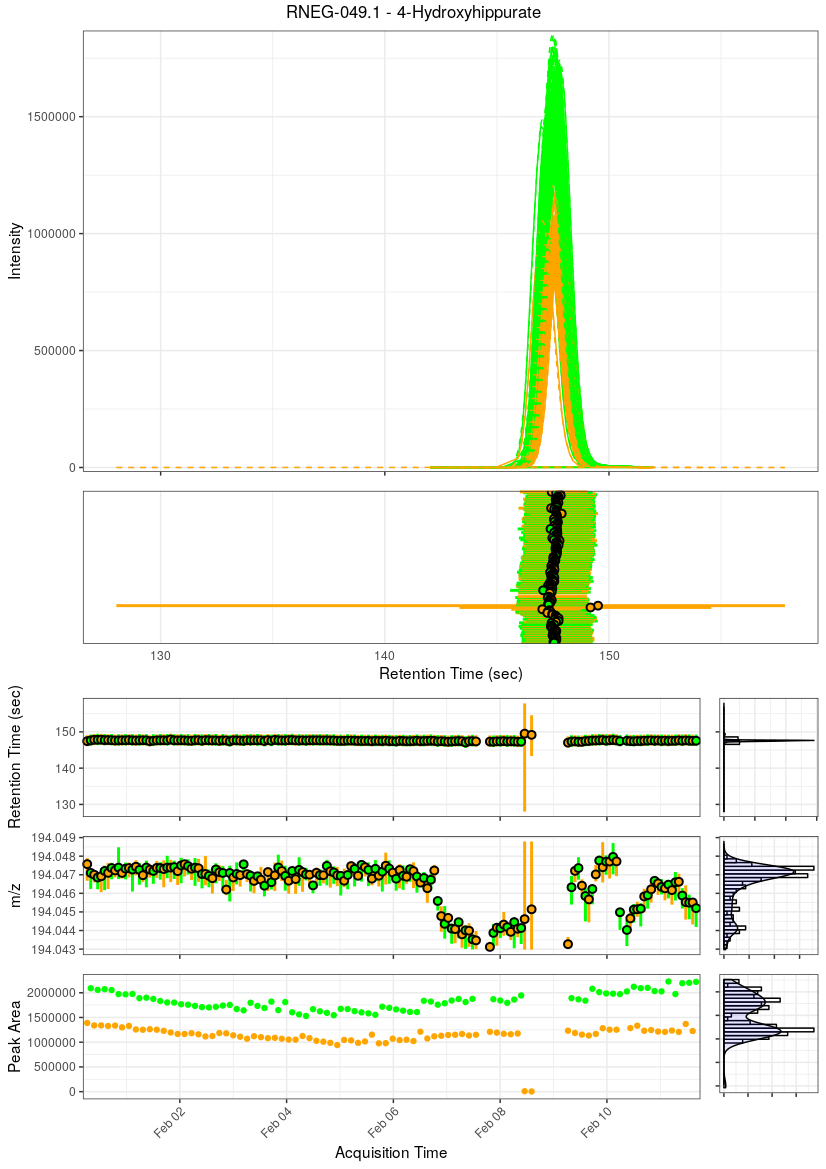 RNEG-049.1 - 4-Hydroxyhippurate
Intensity
1500000
1000000
500000
0
130
140
150
Retention Time (sec)
Retention Time (sec)
150
140
130
m/z
194.049
194.048
194.047
194.046
194.045
194.044
194.043
Peak Area
2000000
1500000
1000000
500000
0
Feb 02
Feb 04
Feb 06
Feb 08
Feb 10
Acquisition Time